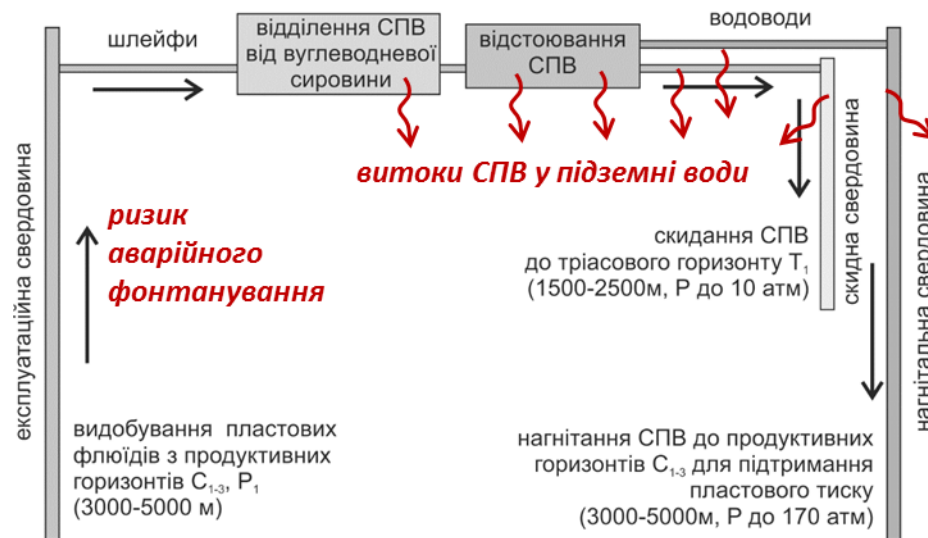 шлейфи
відділення СПВ
від вуглеводневої
сировини
відстоювання
СПВ
водоводи
витоки СПВ у підземні води
ризик
аварійного
фонтанування
експлуатаційна свердовина
скидання СПВ
до тріасового горизонту T₁
(1500-2500м, Р до 10 атм)
скидна свердовина
нагнітальна свердовина
видобування пластових
флюїдів з продуктивних
горизонтів C₁₋₃, P₁
(3000-5000 м)
нагнітання СПВ до продуктивних
горизонтів C₁₋₃ для підтримання
пластового тиску
(3000-5000м, Р до 170 атм)